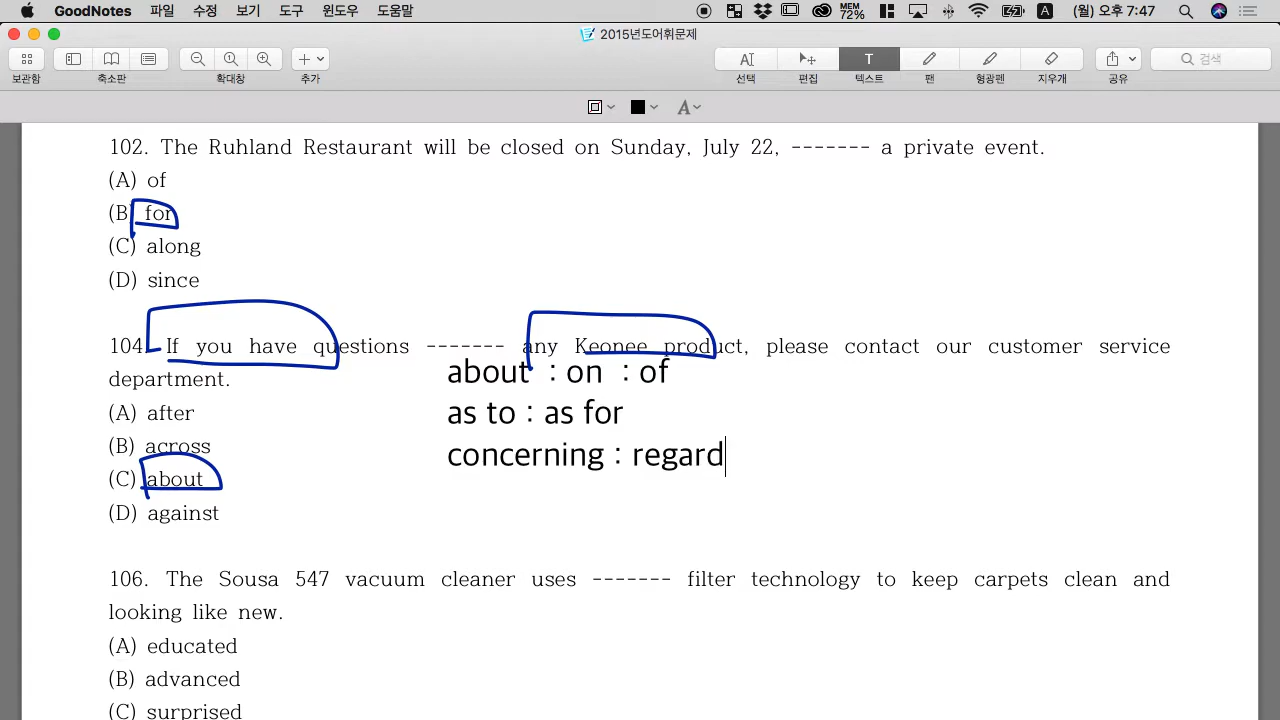 GoodNotes 파일 수정 보기 도구 윈도우 도움말 MEM 72% A (월) 오후 7:47
2015년도어휘문제
검색
보관함 축소판 확대창 추가 선택 편집 텍스트 펜 형광펜 지우개 공유
102. The Ruhland Restaurant will be closed on Sunday, July 22, ------- a private event.
(A) of
(B) for
(C) along
(D) since
104. If you have questions ------- any Keonee product, please contact our customer service
department.
about : on : of
(A) after
as to : as for
(B) across
concerning : regard
(C) about
(D) against
106. The Sousa 547 vacuum cleaner uses ------- filter technology to keep carpets clean and
looking like new.
(A) educated
(B) advanced
(C) surprised